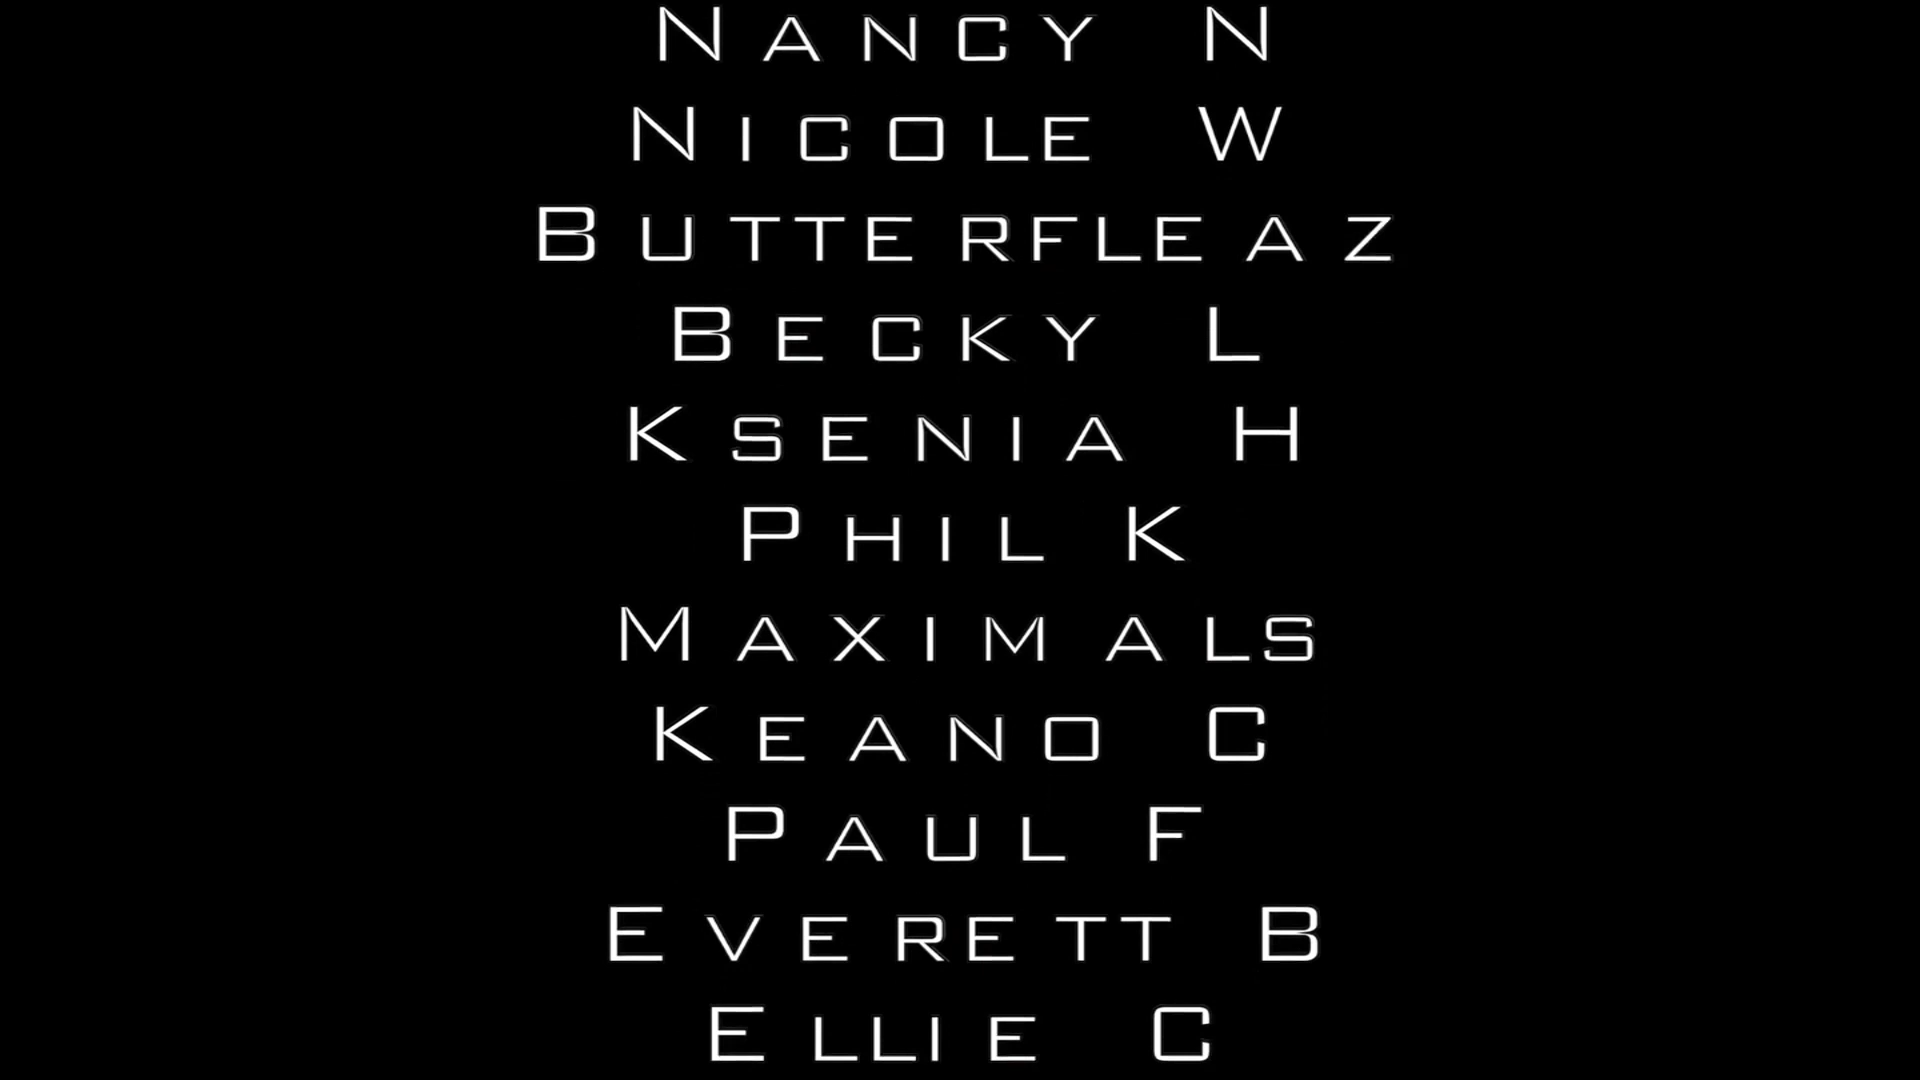 Nancy N
Nicole W
Butterfleaz
Becky L
Ksenia H
Phil K
Maximals
Keano C
Paul F
Everett B
Ellie C